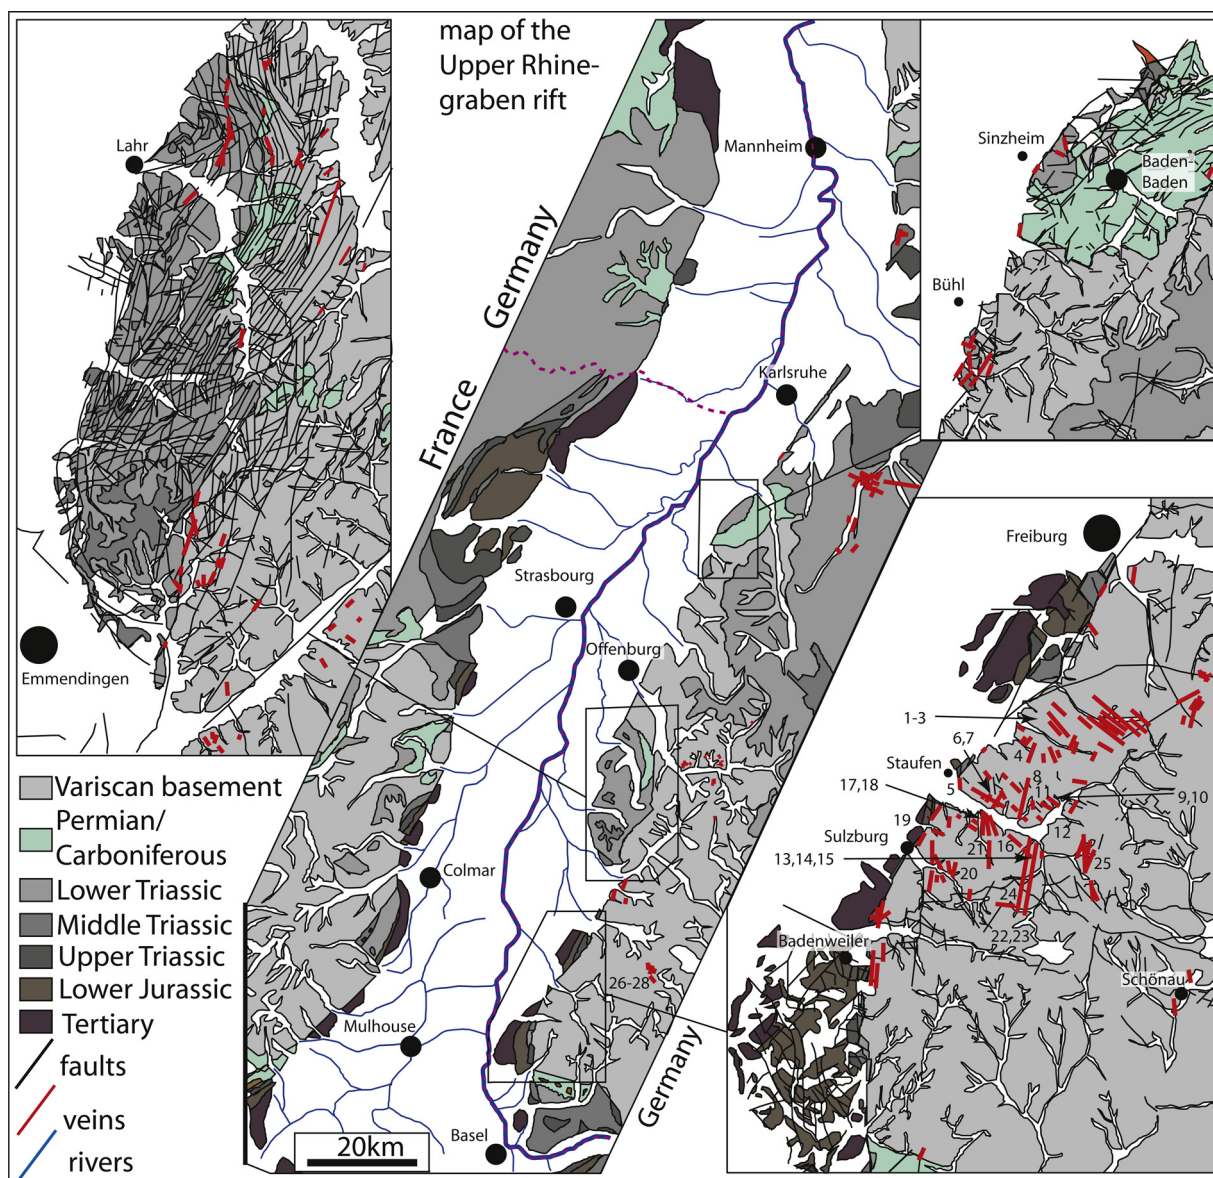 map of the
Upper Rhine-
graben rift
Lahr
Emmendingen
Germany
France
Mannheim
Karlsruhe
Strasbourg
Offenburg
Colmar
Mulhouse
Basel
26-28
Germany
20km
Sinzheim
Baden-
Baden
Bühl
Freiburg
1-3
6,7
4
Staufen
8
5
11
17,18
9,10
19
12
Sulzburg
16
21
13,14,15
25
20
24
22,23
Badenweiler
Schönau
Variscan basement
Permian/
Carboniferous
Lower Triassic
Middle Triassic
Upper Triassic
Lower Jurassic
Tertiary
faults
veins
rivers